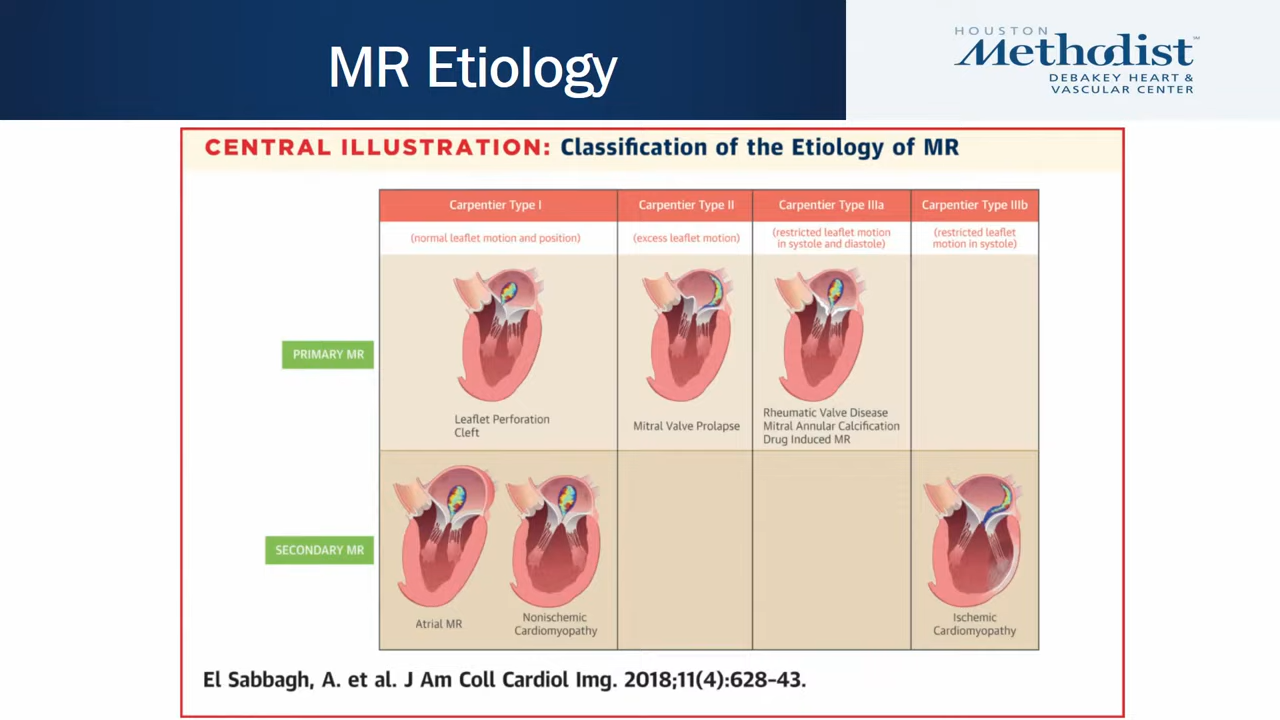 MR Etiology
HOUSTON
Methodist™
DEBAKEY HEART &
VASCULAR CENTER
CENTRAL ILLUSTRATION: Classification of the Etiology of MR
Carpentier Type I
Carpentier Type II
Carpentier Type IIIa
Carpentier Type IIIb
(normal leaflet motion and position)
(excess leaflet motion)
(restricted leaflet motion
in systole and diastole)
(restricted leaflet
motion in systole)
PRIMARY MR
Leaflet Perforation
Cleft
Mitral Valve Prolapse
Rheumatic Valve Disease
Mitral Annular Calcification
Drug Induced MR
SECONDARY MR
Atrial MR
Nonischemic
Cardiomyopathy
Ischemic
Cardiomyopathy
El Sabbagh, A. et al. J Am Coll Cardiol Img. 2018;11(4):628–43.